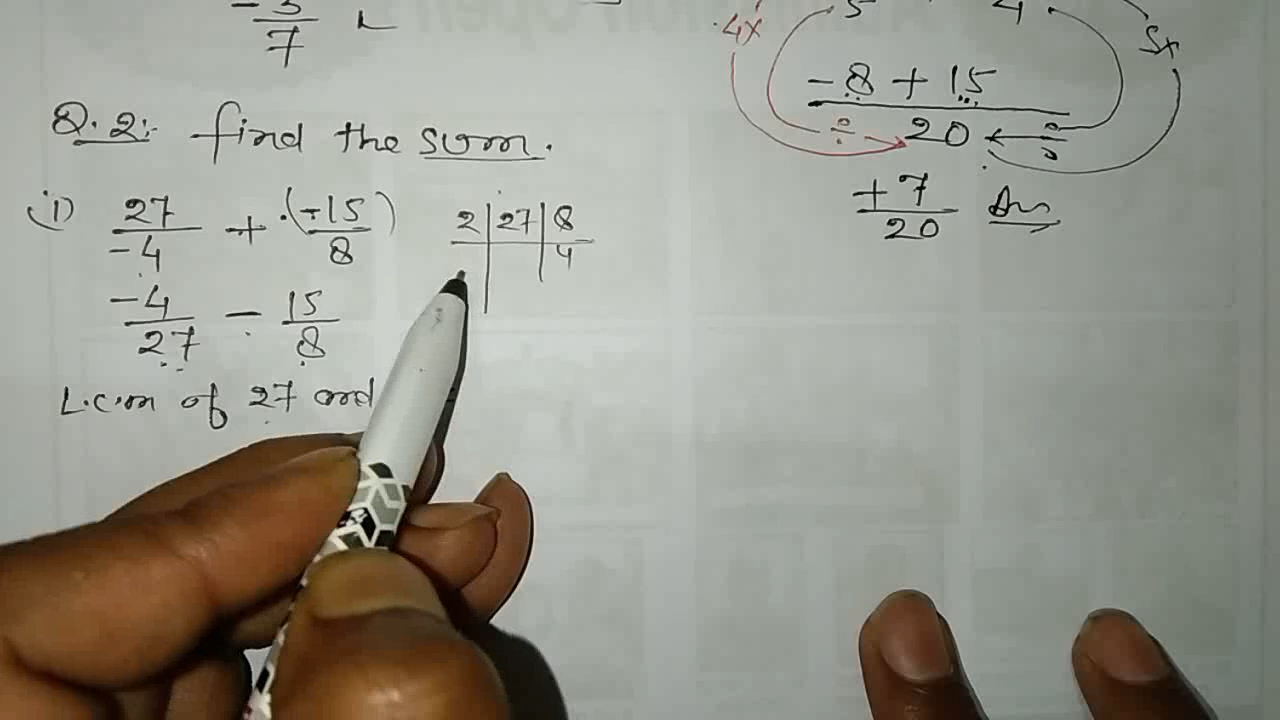 -3/7
Q.2:- find the sum.
(i) 27/-4 + (-15/8)
2 | 27 | 8
4
-4/27 - 15/8
L.c.m of 27 and
4x
5 4
5x
-8 + 15
÷ 20 ÷
+7/20 Ans